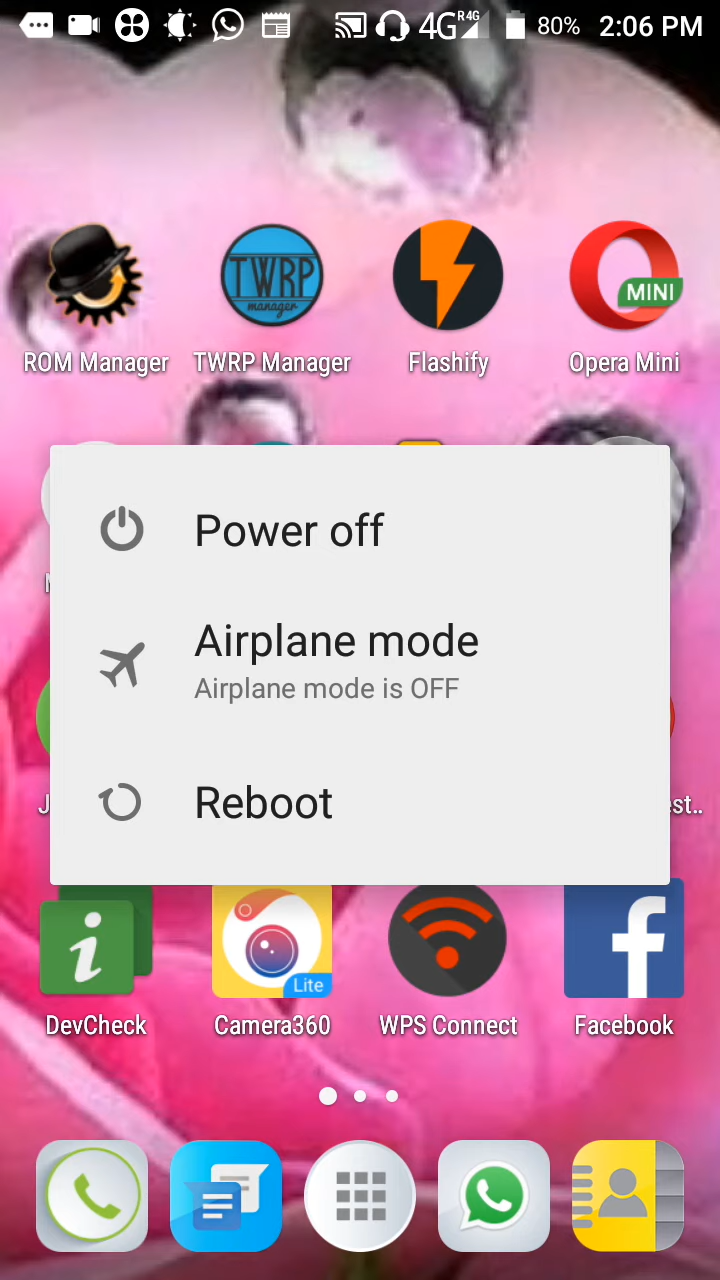 4G R4G 80% 2:06 PM
TWRP
manager
MINI
ROM Manager TWRP Manager Flashify Opera Mini
Power off
Airplane mode
Airplane mode is OFF
Reboot
est..
f
Lite
DevCheck Camera360 WPS Connect Facebook